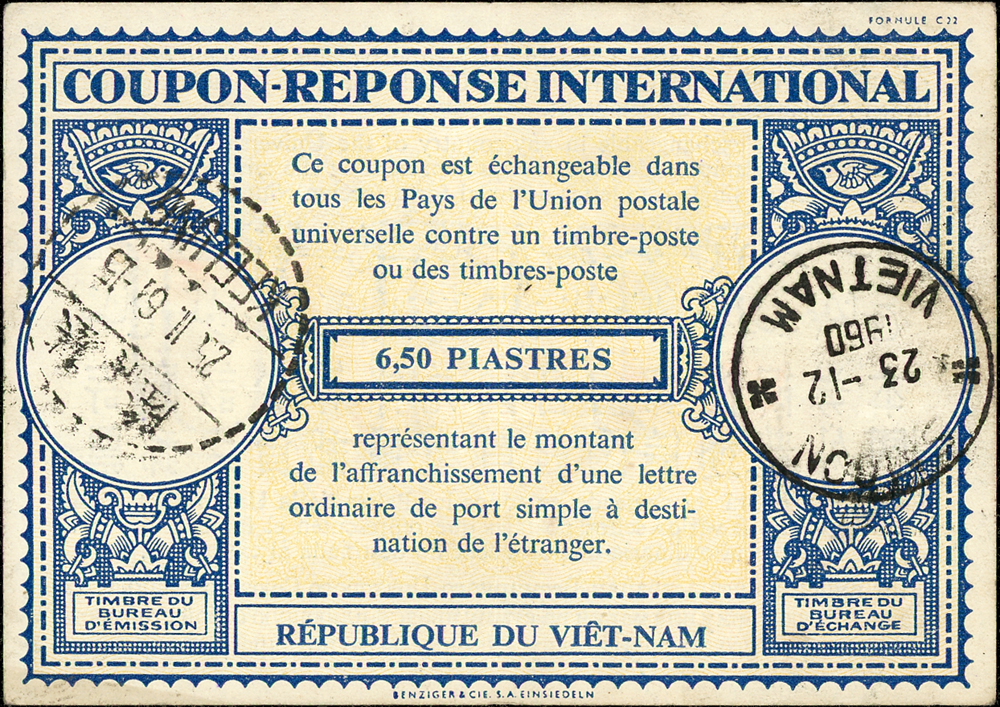 FORMULE C22
COUPON-REPONSE INTERNATIONAL
Ce coupon est échangeable dans
tous les Pays de l'Union postale
universelle contre un timbre-poste
ou des timbres-poste
6,50 PIASTRES
représentant le montant
de l'affranchissement d'une lettre
ordinaire de port simple à desti-
nation de l'étranger.
VIETNAM
23-12
1960
TIMBRE DU
BUREAU
D'ÉMISSION
TIMBRE DU
BUREAU
D'ÉCHANGE
RÉPUBLIQUE DU VIÊT-NAM
BENZIGER & CIE. S.A. EINSIEDELN